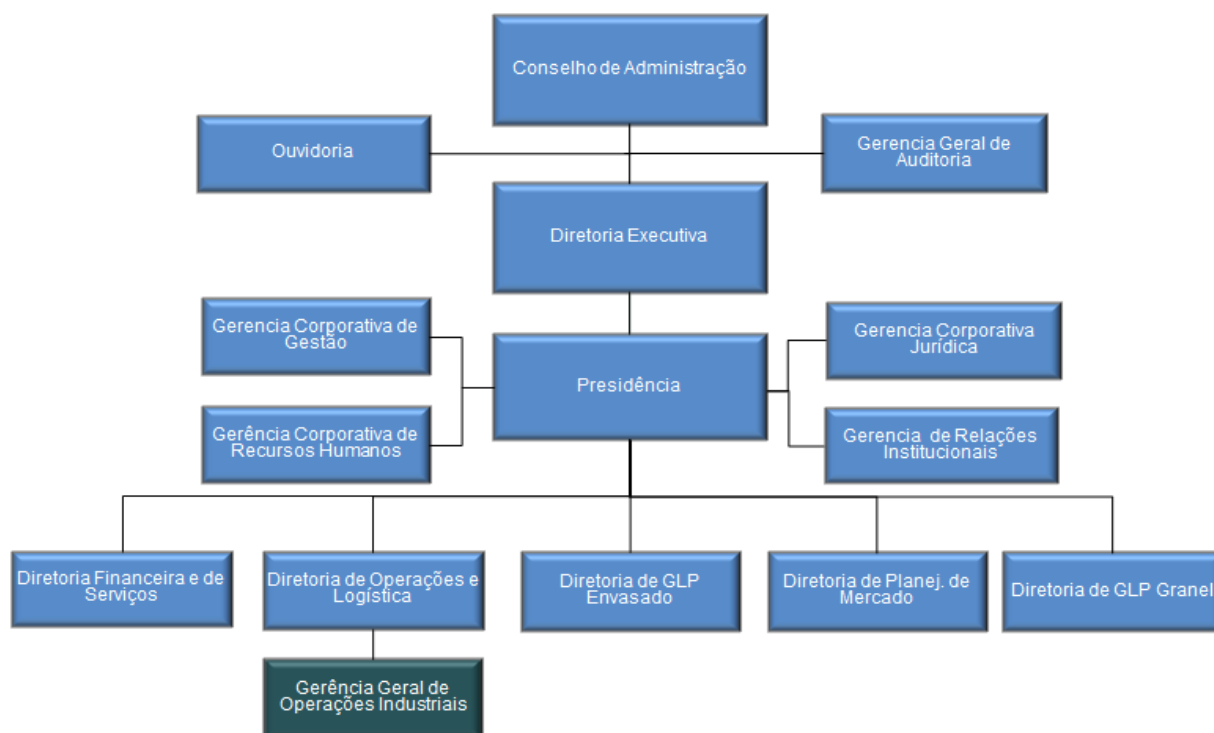 Conselho de Administração
Ouvidoria
Gerencia Geral de
Auditoria
Diretoria Executiva
Gerencia Corporativa de
Gestão
Gerencia Corporativa
Jurídica
Presidência
Gerência Corporativa de
Recursos Humanos
Gerencia de Relações
Institucionais
Diretoria Financeira e de
Serviços
Diretoria de Operações e
Logística
Diretoria de GLP
Envasado
Diretoria de Planej. de
Mercado
Diretoria de GLP Granel
Gerência Geral de
Operações Industriais